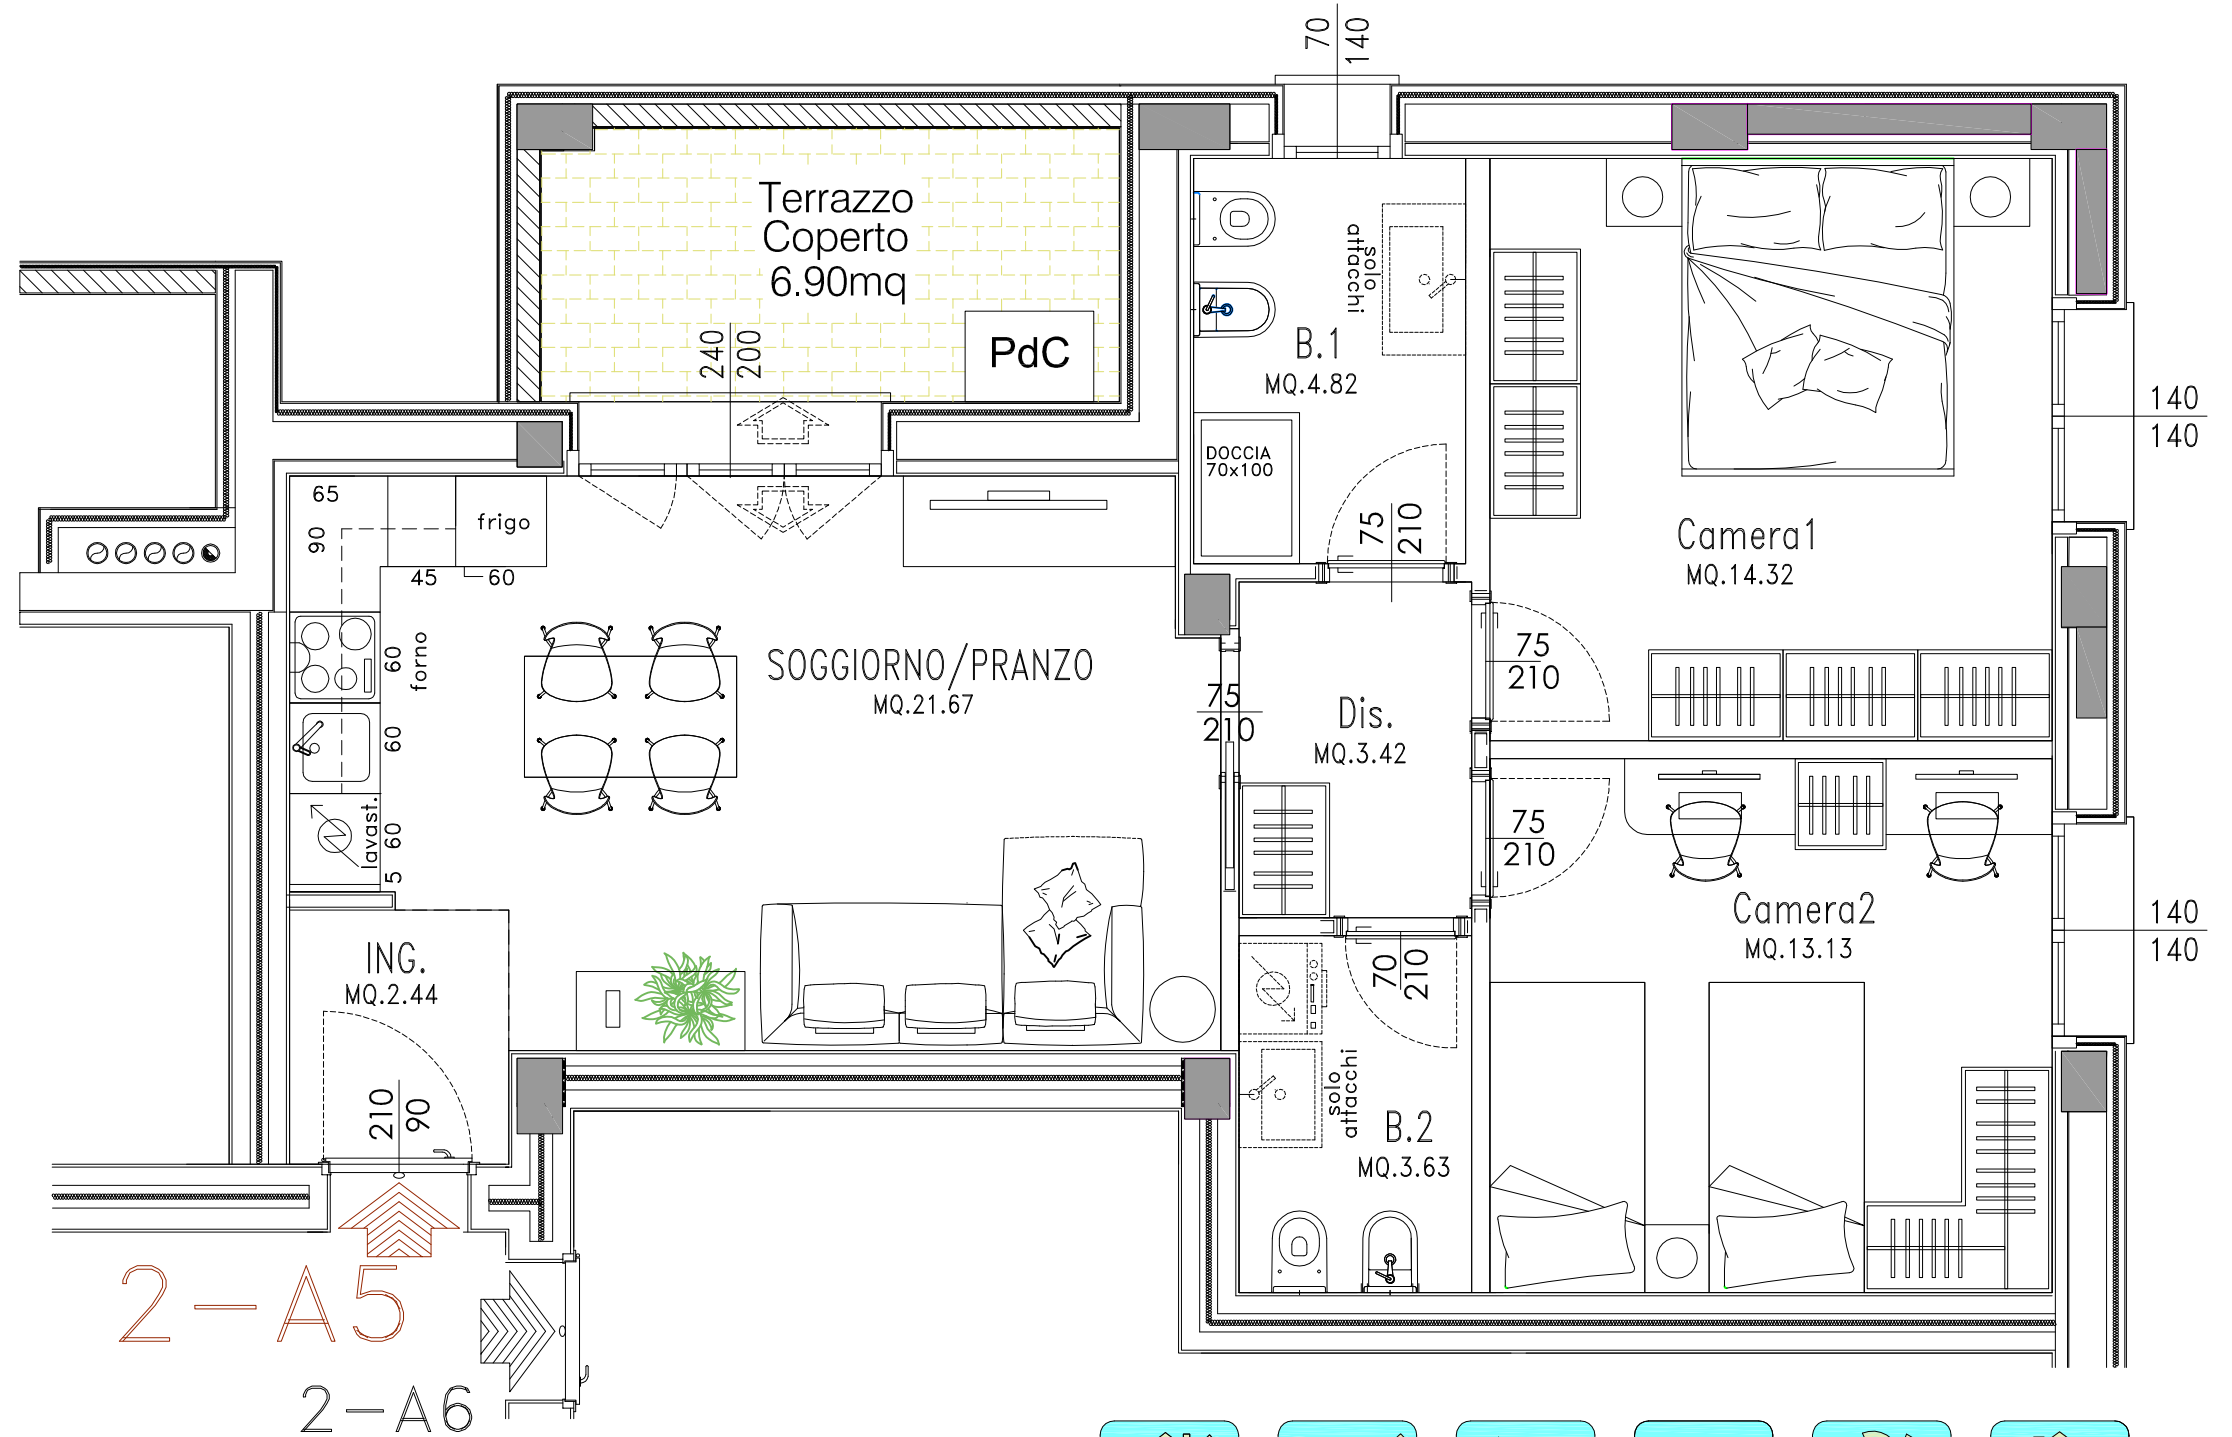 70
140
Terrazzo
Coperto
6.90mq
240
200
PdC
solo
attacchi
B.1
MQ.4.82
DOCCIA
70x100
75
210
140
140
Camera1
MQ.14.32
65
90
frigo
45
60
60
forno
60
lavast.
60
5
SOGGIORNO/PRANZO
MQ.21.67
75
210
Dis.
MQ.3.42
75
210
75
210
Camera2
MQ.13.13
140
140
ING.
MQ.2.44
210
90
70
210
solo
attacchi
B.2
MQ.3.63
2-A5
2-A6